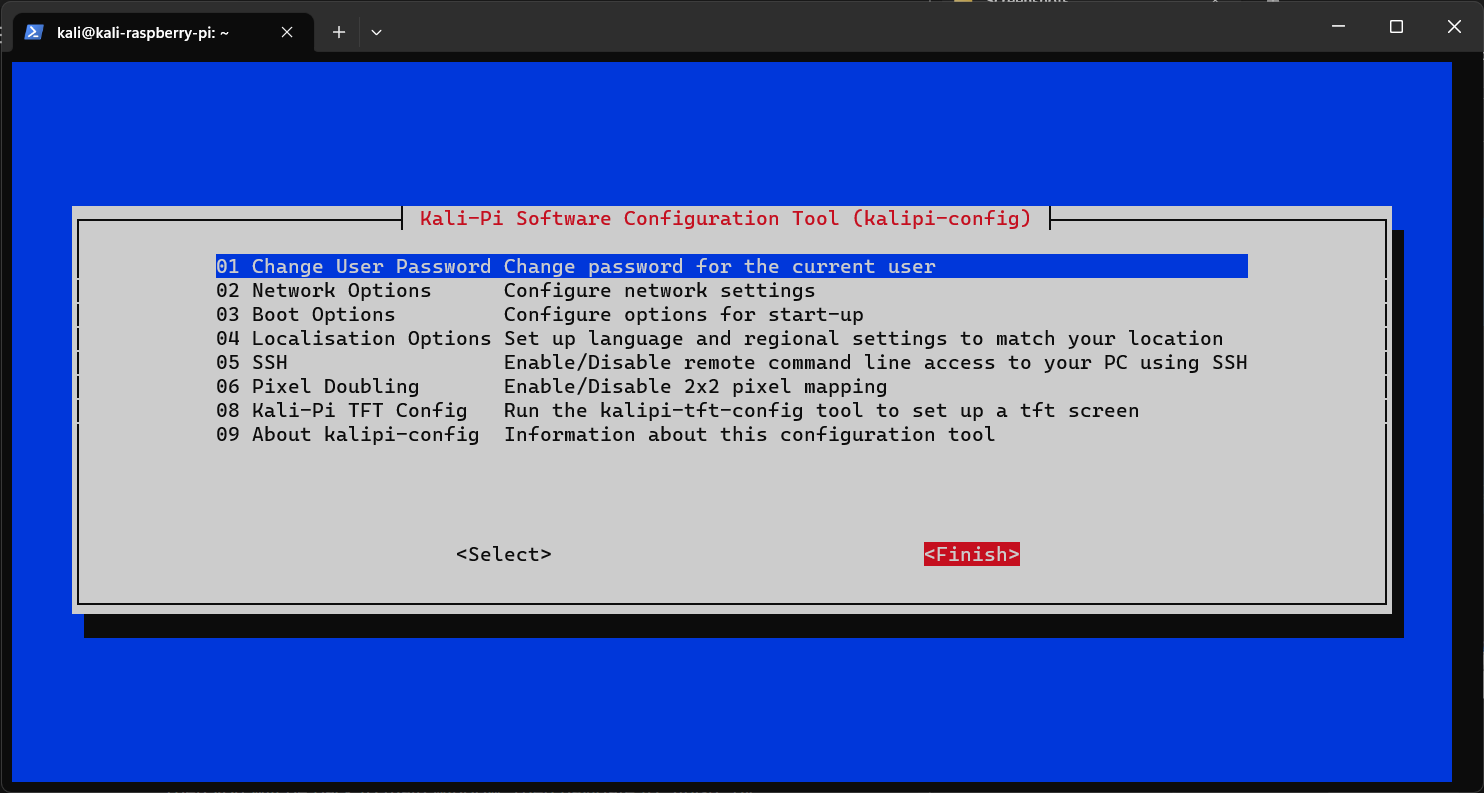 kali@kali-raspberry-pi: ~
Kali-Pi Software Configuration Tool (kalipi-config)
01 Change User Password Change password for the current user
02 Network Options Configure network settings
03 Boot Options Configure options for start-up
04 Localisation Options Set up language and regional settings to match your location
05 SSH Enable/Disable remote command line access to your PC using SSH
06 Pixel Doubling Enable/Disable 2x2 pixel mapping
08 Kali-Pi TFT Config Run the kalipi-tft-config tool to set up a tft screen
09 About kalipi-config Information about this configuration tool
<Select> <Finish>